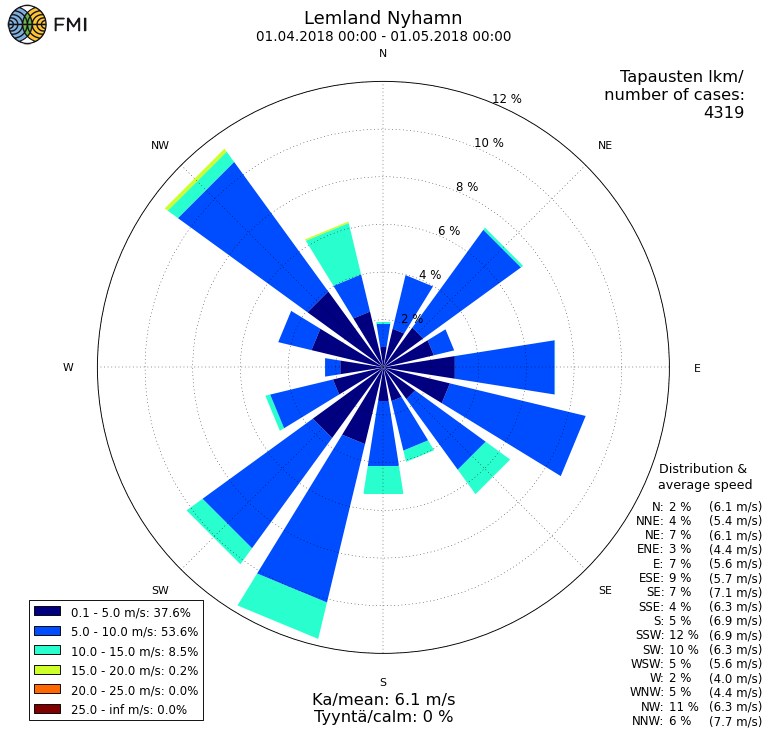 FMI
Lemland Nyhamn
01.04.2018 00:00 - 01.05.2018 00:00
N
Tapausten lkm/
number of cases:
4319
12 %
10 %
8 %
6 %
4 %
2 %
NW
NE
W
E
SW
SE
S
Distribution &
average speed
N: 2 % (6.1 m/s)
NNE: 4 % (5.4 m/s)
NE: 7 % (6.1 m/s)
ENE: 3 % (4.4 m/s)
E: 7 % (5.6 m/s)
ESE: 9 % (5.7 m/s)
SE: 7 % (7.1 m/s)
SSE: 4 % (6.3 m/s)
S: 5 % (6.9 m/s)
SSW: 12 % (6.9 m/s)
SW: 10 % (6.3 m/s)
WSW: 5 % (5.6 m/s)
W: 2 % (4.0 m/s)
WNW: 5 % (4.4 m/s)
NW: 11 % (6.3 m/s)
NNW: 6 % (7.7 m/s)
0.1 - 5.0 m/s: 37.6%
5.0 - 10.0 m/s: 53.6%
10.0 - 15.0 m/s: 8.5%
15.0 - 20.0 m/s: 0.2%
20.0 - 25.0 m/s: 0.0%
25.0 - inf m/s: 0.0%
Ka/mean: 6.1 m/s
Tyyntä/calm: 0 %